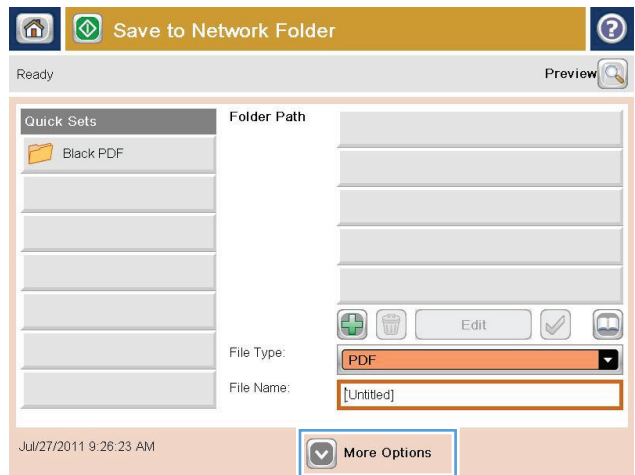 Save to Network Folder
?
Ready
Preview
Quick Sets
Folder Path
Black PDF
Edit
File Type:
PDF
File Name:
[Untitled]
Jul/27/2011 9:26:23 AM
More Options